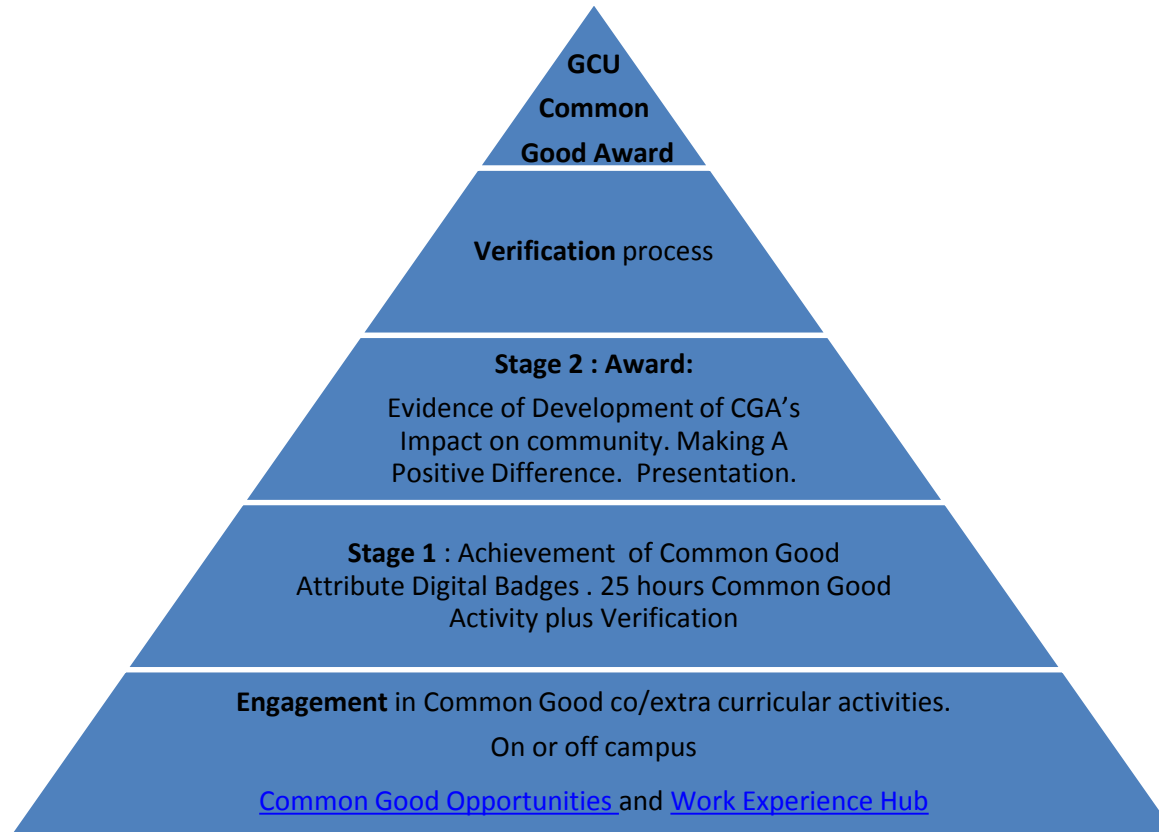 GCU
Common
Good Award
Verification process
Stage 2 : Award:
Evidence of Development of CGA’s
Impact on community. Making A
Positive Difference.  Presentation.
Stage 1 : Achievement  of Common Good
Attribute Digital Badges . 25 hours Common Good
Activity plus Verification
Engagement in Common Good co/extra curricular activities.
On or off campus
Common Good Opportunities and Work Experience Hub